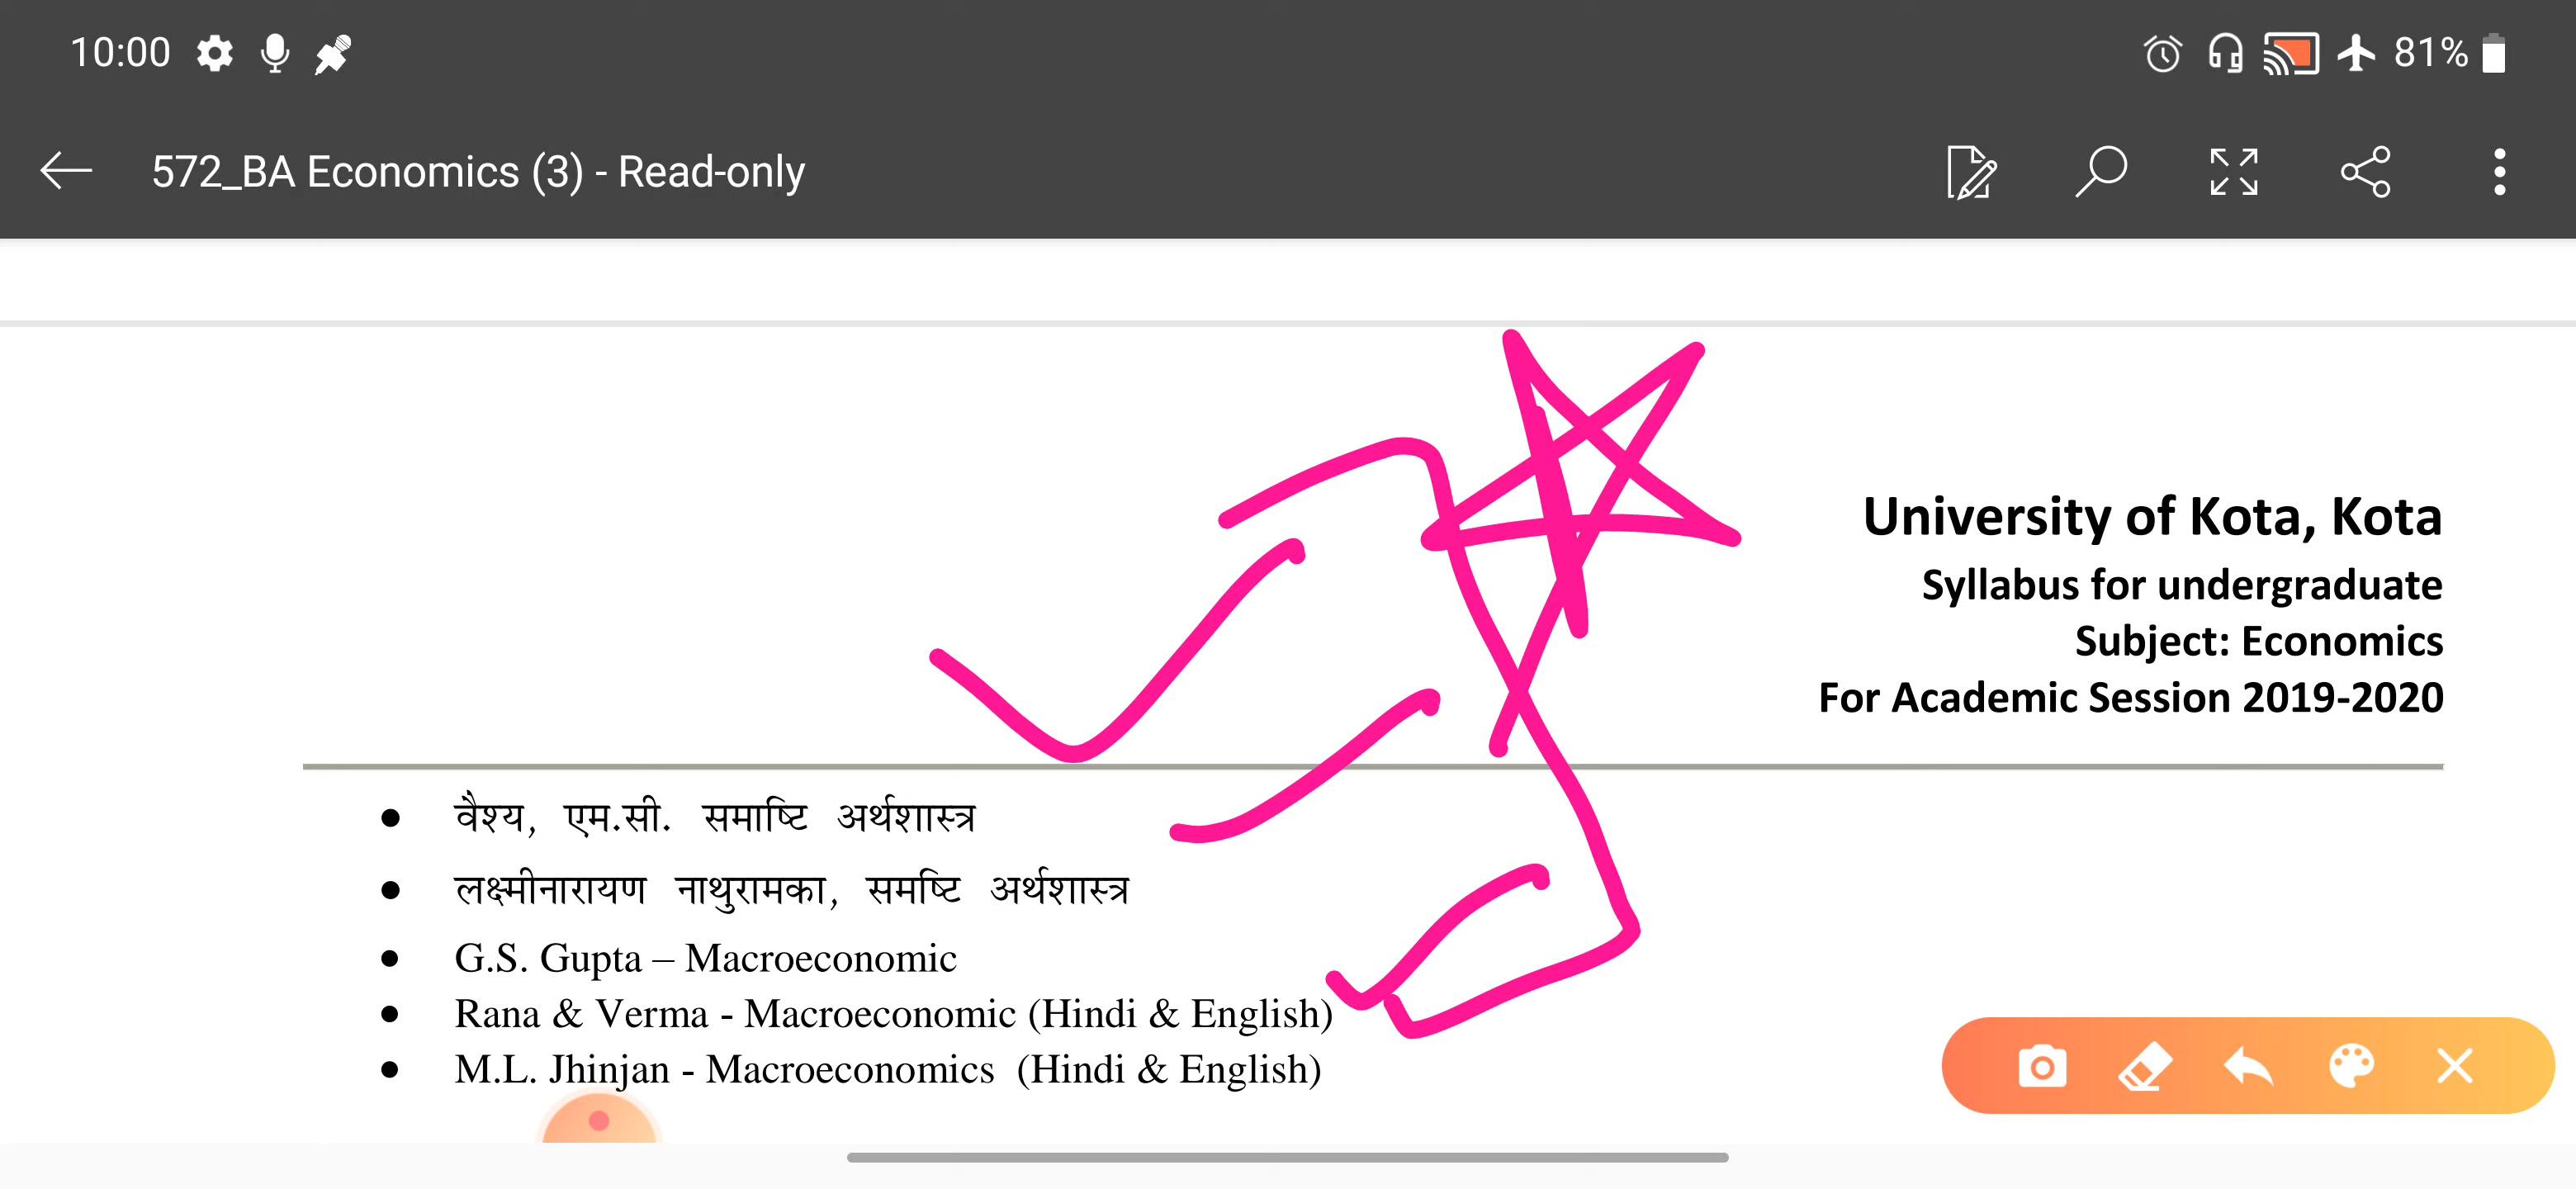 10:00
81%
572_BA Economics (3) - Read-only
University of Kota, Kota
Syllabus for undergraduate
Subject: Economics
For Academic Session 2019-2020
• वैश्य, एम.सी. समाष्टि अर्थशास्त्र
• लक्ष्मीनारायण नाथुरामका, समष्टि अर्थशास्त्र
• G.S. Gupta – Macroeconomic
• Rana & Verma - Macroeconomic (Hindi & English)
• M.L. Jhinjan - Macroeconomics (Hindi & English)